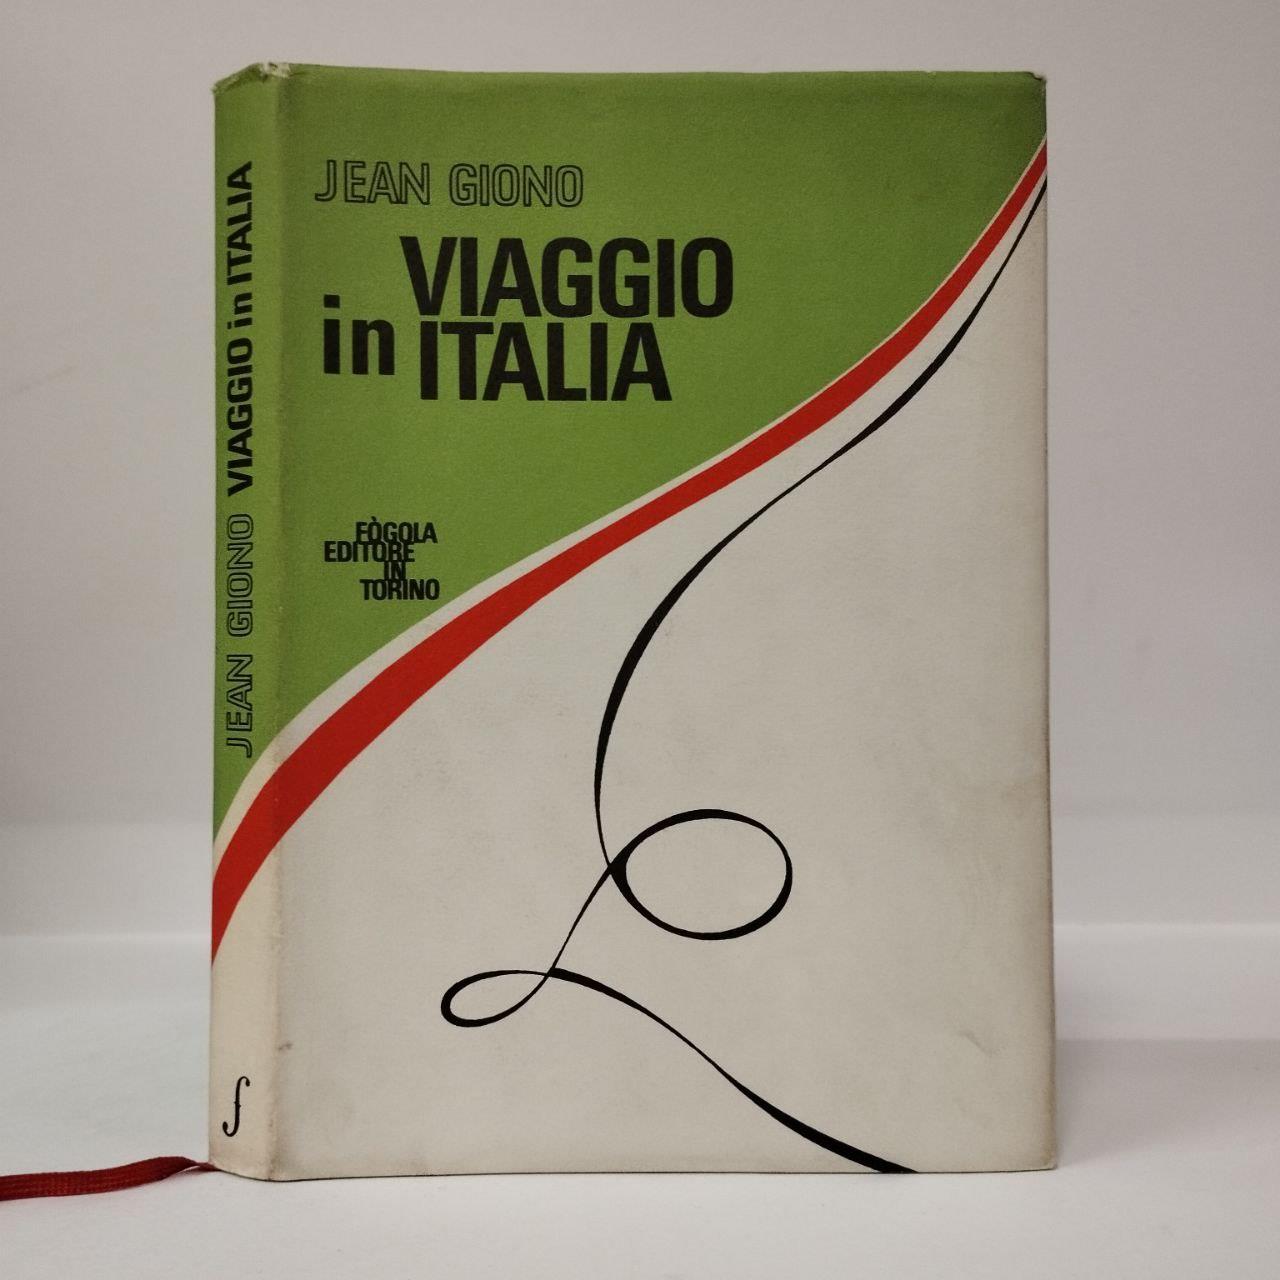 JEAN GIONO
VIAGGIO
in ITALIA
FÒGOLA
EDITORE
IN
TORINO
JEAN GIONO VIAGGIO in ITALIA
f